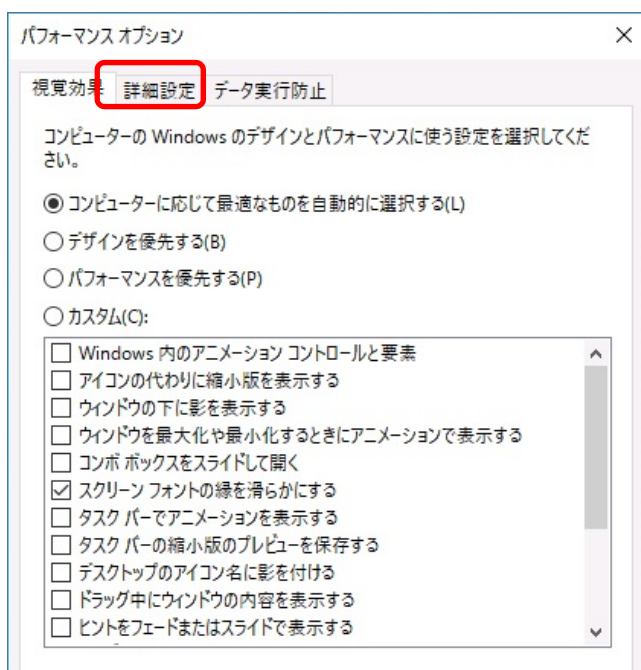 パフォーマンス オプション
視覚効果 詳細設定 データ実行防止
コンピューターの Windows のデザインとパフォーマンスに使う設定を選択してくだ
さい。
コンピューターに応じて最適なものを自動的に選択する(L)
デザインを優先する(B)
パフォーマンスを優先する(P)
カスタム(C):
Windows 内のアニメーション コントロールと要素
アイコンの代わりに縮小版を表示する
ウィンドウの下に影を表示する
ウィンドウを最大化や最小化するときにアニメーションで表示する
コンボ ボックスをスライドして開く
スクリーン フォントの縁を滑らかにする
タスク バーでアニメーションを表示する
タスク バーの縮小版のプレビューを保存する
デスクトップのアイコン名に影を付ける
ドラッグ中にウィンドウの内容を表示する
ヒントをフェードまたはスライドで表示する